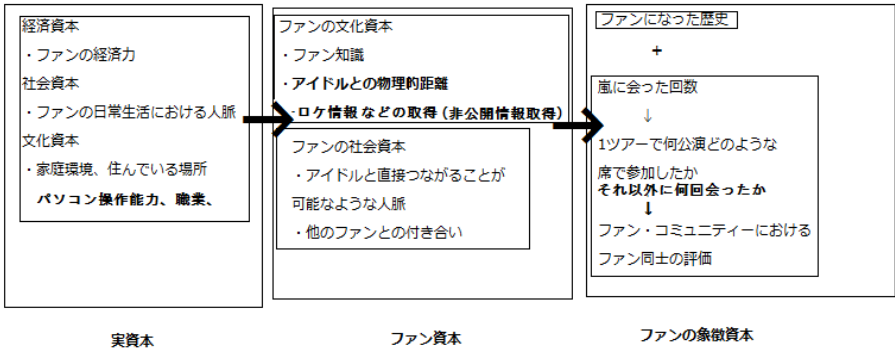 経済資本
・ファンの経済力
社会資本
・ファンの日常生活における人脈
文化資本
・家庭環境、住んでいる場所
パソコン操作能力、職業、
実資本
ファンの文化資本
・ファン知識
・アイドルとの物理的距離
・ロケ情報などの取得(非公開情報取得)
ファンの社会資本
・アイドルと直接つながることが
可能なような人脈
・他のファンとの付き合い
ファン資本
ファンになった歴史
+
嵐に会った回数
↓
1ツアーで何公演どのような
席で参加したか
それ以外に何回会ったか
↓
ファン・コミュニティーにおける
ファン同士の評価
ファンの象徴資本